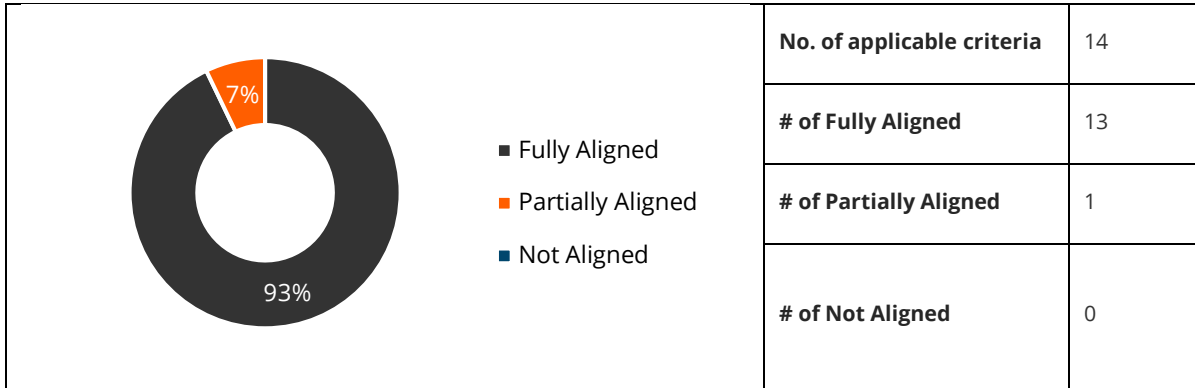 7%
93%
Fully Aligned
Partially Aligned
Not Aligned
No. of applicable criteria 14
# of Fully Aligned 13
# of Partially Aligned 1
# of Not Aligned 0